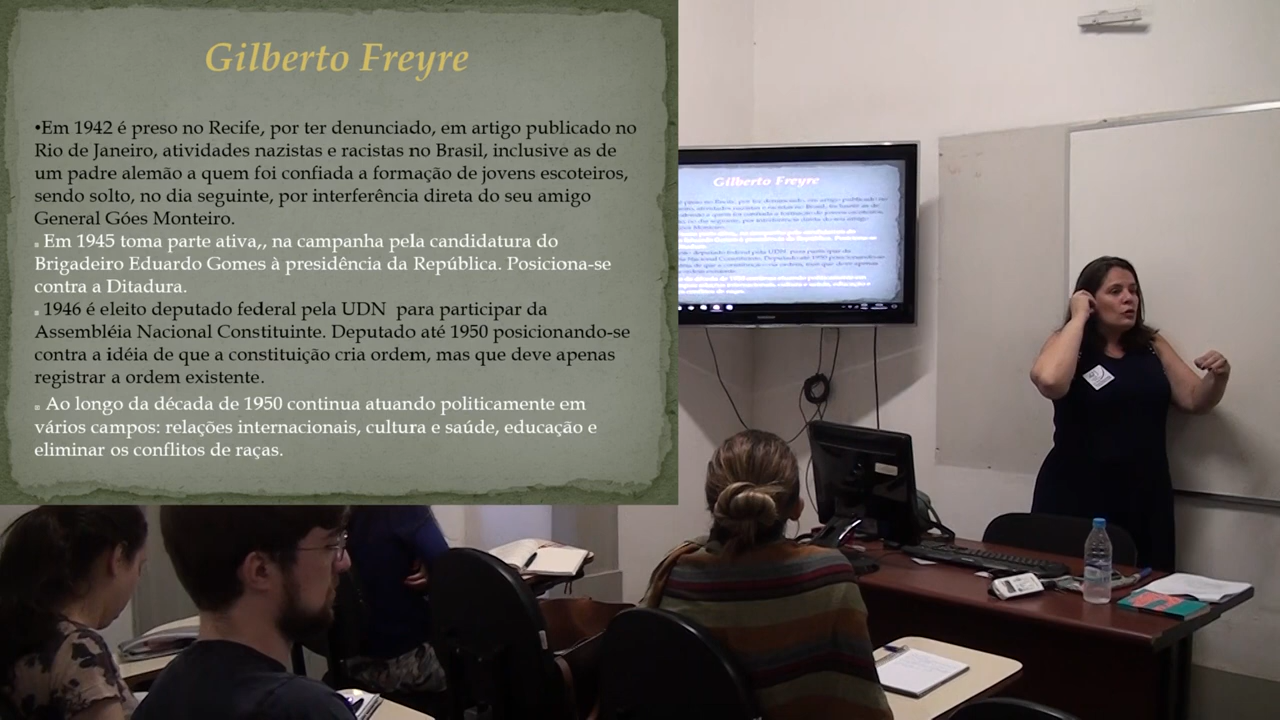 Gilberto Freyre
•Em 1942 é preso no Recife, por ter denunciado, em artigo publicado no
Rio de Janeiro, atividades nazistas e racistas no Brasil, inclusive as de
um padre alemão a quem foi confiada a formação de jovens escoteiros,
sendo solto, no dia seguinte, por interferência direta do seu amigo
General Góes Monteiro.
Em 1945 toma parte ativa,, na campanha pela candidatura do
Brigadeiro Eduardo Gomes à presidência da República. Posiciona-se
contra a Ditadura.
1946 é eleito deputado federal pela UDN para participar da
Assembléia Nacional Constituinte. Deputado até 1950 posicionando-se
contra a idéia de que a constituição cria ordem, mas que deve apenas
registrar a ordem existente.
Ao longo da década de 1950 continua atuando politicamente em
vários campos: relações internacionais, cultura e saúde, educação e
eliminar os conflitos de raças.
Gilberto Freyre